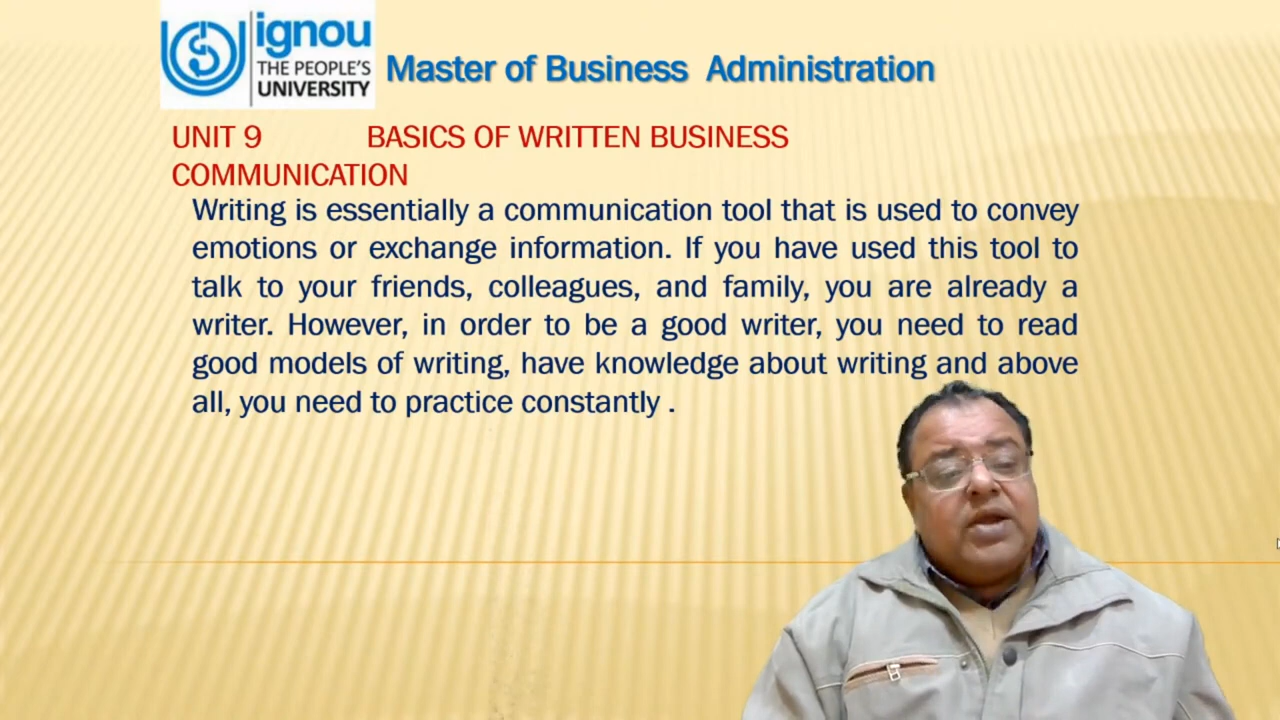 ignou
THE PEOPLE'S
UNIVERSITY
Master of Business Administration
UNIT 9 BASICS OF WRITTEN BUSINESS
COMMUNICATION
Writing is essentially a communication tool that is used to convey
emotions or exchange information. If you have used this tool to
talk to your friends, colleagues, and family, you are already a
writer. However, in order to be a good writer, you need to read
good models of writing, have knowledge about writing and above
all, you need to practice constantly .